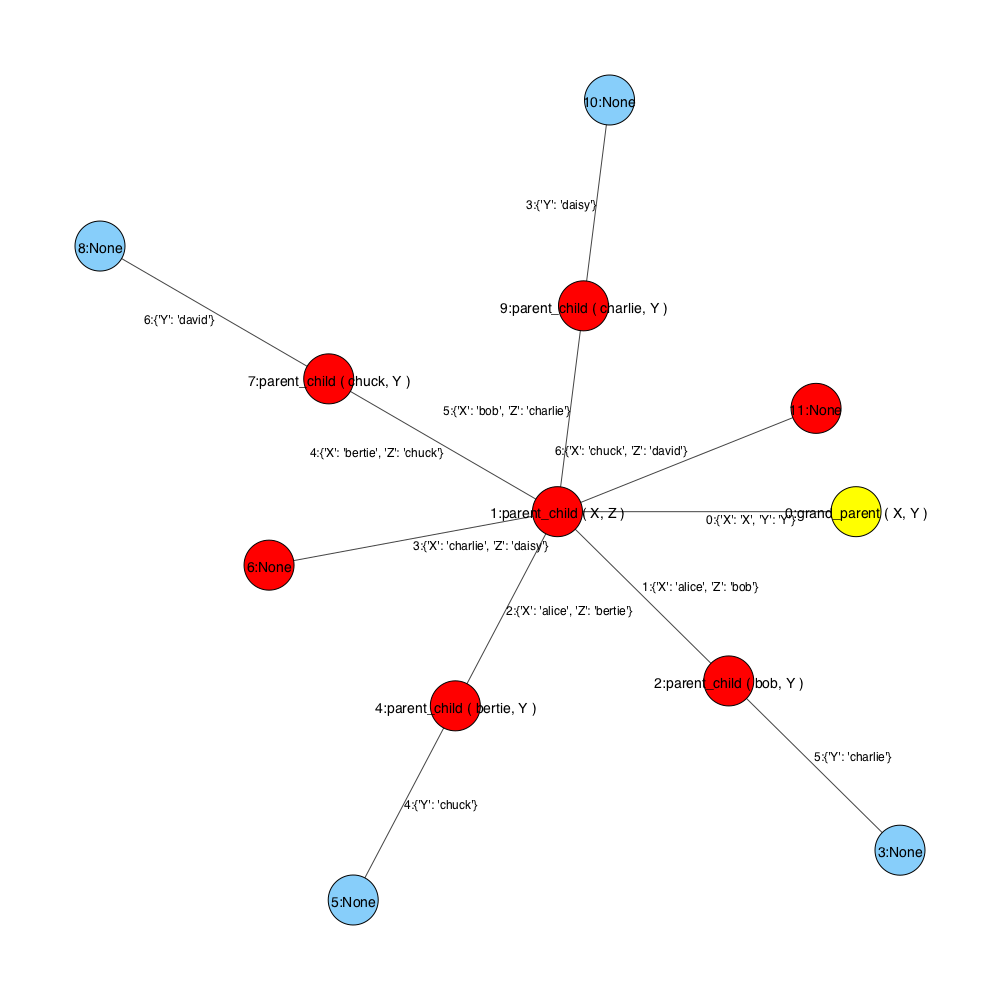 10:None
3:{'Y': 'daisy'}
8:None
9:parent_child ( charlie, Y )
6:{'Y': 'david'}
7:parent_child ( chuck, Y )
5:{'X': 'bob', 'Z': 'charlie'}
11:None
4:{'X': 'bertie', 'Z': 'chuck'}
6:{'X': 'chuck', 'Z': 'david'}
1:parent_child ( X, Z )
0:{'X': 'X', 'Y': 'Y'}
0:grand_parent ( X, Y )
3:{'X': 'charlie', 'Z': 'daisy'}
6:None
1:{'X': 'alice', 'Z': 'bob'}
2:{'X': 'alice', 'Z': 'bertie'}
2:parent_child ( bob, Y )
4:parent_child ( bertie, Y )
5:{'Y': 'charlie'}
4:{'Y': 'chuck'}
3:None
5:None